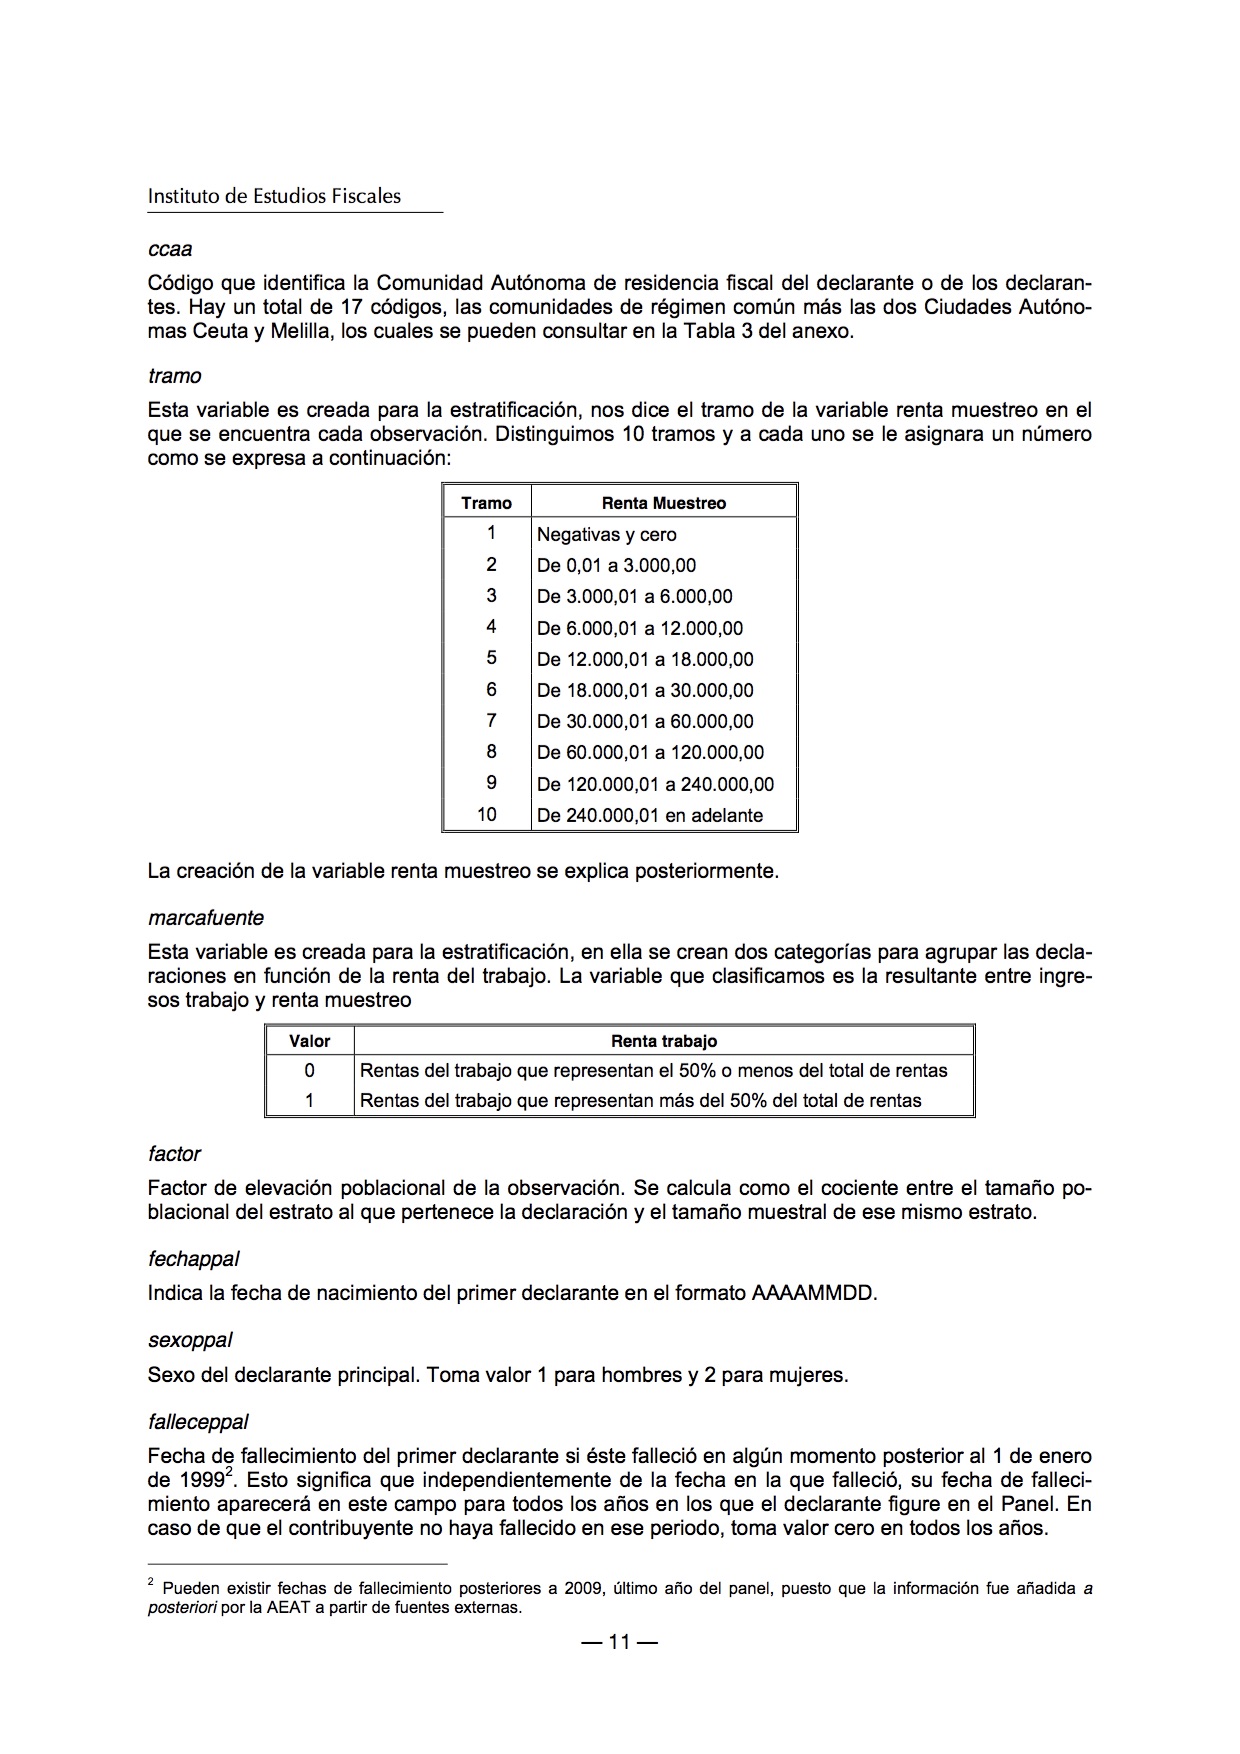 Instituto de Estudios Fiscales
ccaa
Código que identifica la Comunidad Autónoma de residencia fiscal del declarante o de los declaran-
tes. Hay un total de 17 códigos, las comunidades de régimen común más las dos Ciudades Autóno-
mas Ceuta y Melilla, los cuales se pueden consultar en la Tabla 3 del anexo.
tramo
Esta variable es creada para la estratificación, nos dice el tramo de la variable renta muestreo en el
que se encuentra cada observación. Distinguimos 10 tramos y a cada uno se le asignara un número
como se expresa a continuación:
Tramo Renta Muestreo
1 Negativas y cero
2 De 0,01 a 3.000,00
3 De 3.000,01 a 6.000,00
4 De 6.000,01 a 12.000,00
5 De 12.000,01 a 18.000,00
6 De 18.000,01 a 30.000,00
7 De 30.000,01 a 60.000,00
8 De 60.000,01 a 120.000,00
9 De 120.000,01 a 240.000,00
10 De 240.000,01 en adelante
La creación de la variable renta muestreo se explica posteriormente.
marcafuente
Esta variable es creada para la estratificación, en ella se crean dos categorías para agrupar las decla-
raciones en función de la renta del trabajo. La variable que clasificamos es la resultante entre ingre-
sos trabajo y renta muestreo
Valor Renta trabajo
0 Rentas del trabajo que representan el 50% o menos del total de rentas
1 Rentas del trabajo que representan más del 50% del total de rentas
factor
Factor de elevación poblacional de la observación. Se calcula como el cociente entre el tamaño po-
blacional del estrato al que pertenece la declaración y el tamaño muestral de ese mismo estrato.
fechappal
Indica la fecha de nacimiento del primer declarante en el formato AAAAMMDD.
sexoppal
Sexo del declarante principal. Toma valor 1 para hombres y 2 para mujeres.
falleceppal
Fecha de fallecimiento del primer declarante si éste falleció en algún momento posterior al 1 de enero
de 1999². Esto significa que independientemente de la fecha en la que falleció, su fecha de falleci-
miento aparecerá en este campo para todos los años en los que el declarante figure en el Panel. En
caso de que el contribuyente no haya fallecido en ese periodo, toma valor cero en todos los años.
² Pueden existir fechas de fallecimiento posteriores a 2009, último año del panel, puesto que la información fue añadida a
posteriori por la AEAT a partir de fuentes externas.
— 11 —